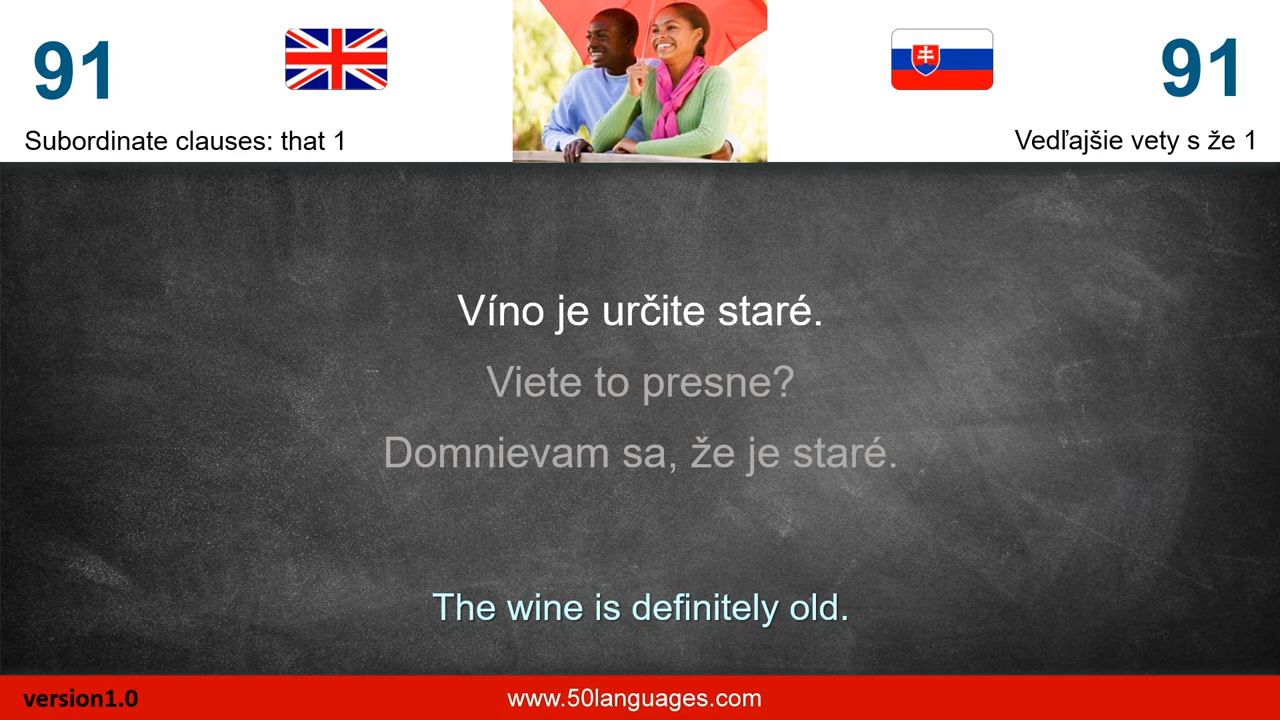 91
91
Subordinate clauses: that 1
Vedľajšie vety s že 1
Víno je určite staré.
Viete to presne?
Domnievam sa, že je staré.
The wine is definitely old.
version1.0
www.50languages.com